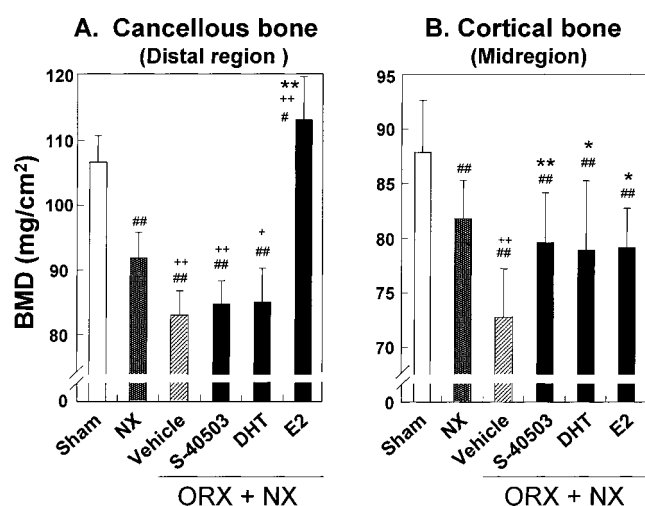 A. Cancellous bone
(Distal region )
BMD (mg/cm²)
120
110
0
90
80
0
##
++
##
++
##
+
##
**
++
#
Sham
NX
Vehicle
S-40503
DHT
E2
ORX + NX
B. Cortical bone
(Midregion)
95
90
85
80
75
70
0
##
++
##
**
##
*
##
*
##
Sham
NX
Vehicle
S-40503
DHT
E2
ORX + NX